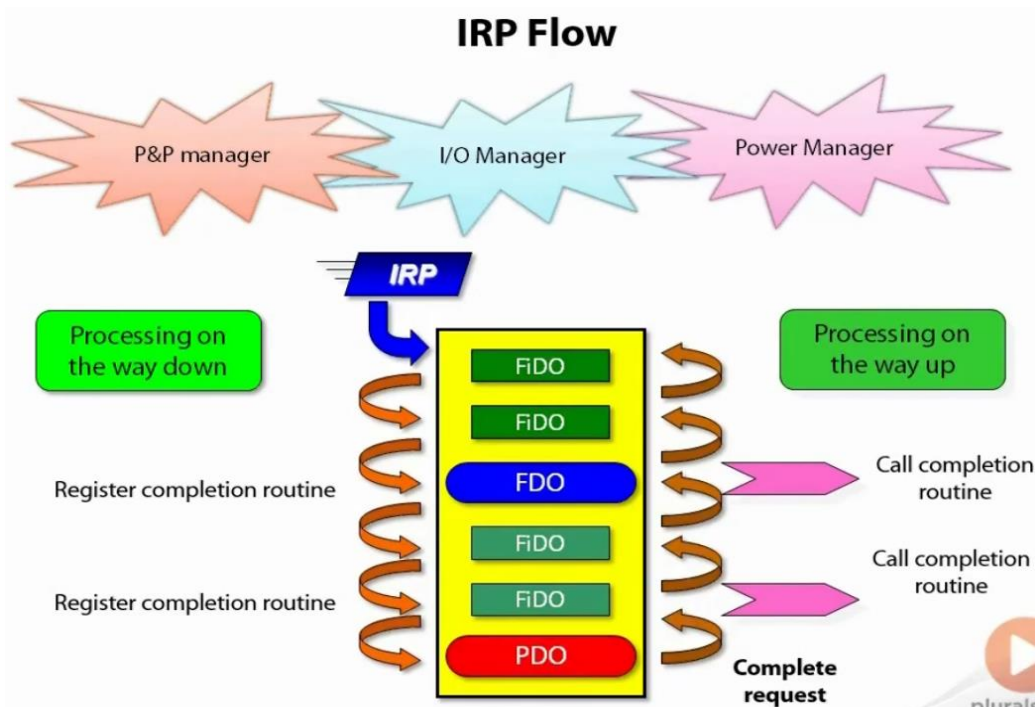 IRP Flow
P&P manager
I/O Manager
Power Manager
IRP
Processing on
the way down
Processing on
the way up
FiDO
FiDO
FDO
FiDO
FiDO
PDO
Register completion routine
Register completion routine
Call completion
routine
Call completion
routine
Complete
request